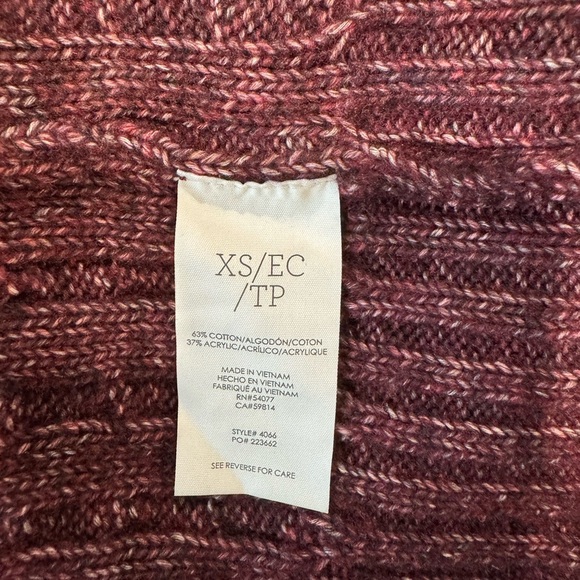 XS/EC
/TP
63% COTTON/ALGODÓN/COTON
37% ACRYLIC/ACRÍLICO/ACRYLIQUE
MADE IN VIETNAM
HECHO EN VIETNAM
FABRIQUÉ AU VIETNAM
RN#54077
CA#59814
STYLE# 4066
PO# 223662
SEE REVERSE FOR CARE